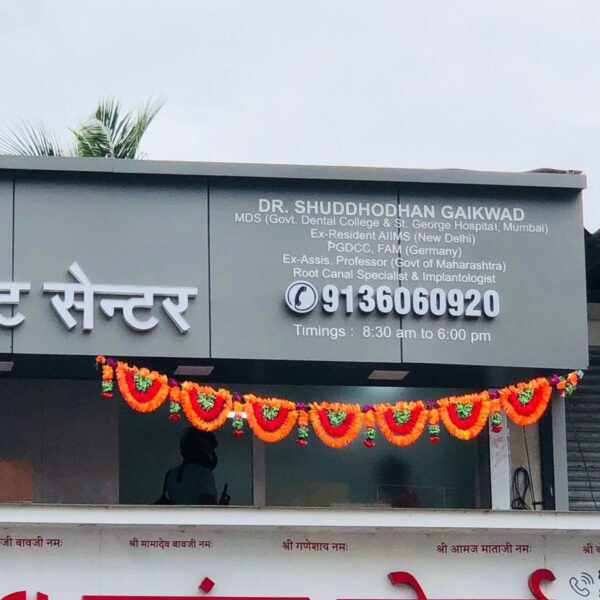 DR. SHUDDHODHAN GAIKWAD
MDS (Govt. Dental College & St. George Hospital, Mumbai)
Ex-Resident AIIMS (New Delhi)
PGDCC, FAM (Germany)
Ex-Assis. Professor (Govt of Maharashtra)
Root Canal Specialist & Implantologist
9136060920
Timings : 8:30 am to 6:00 pm
सेन्टर
बावजी नमः
श्री मामादेव बावजी नमः
श्री गणेशाय नमः
श्री आमज माताजी नमः